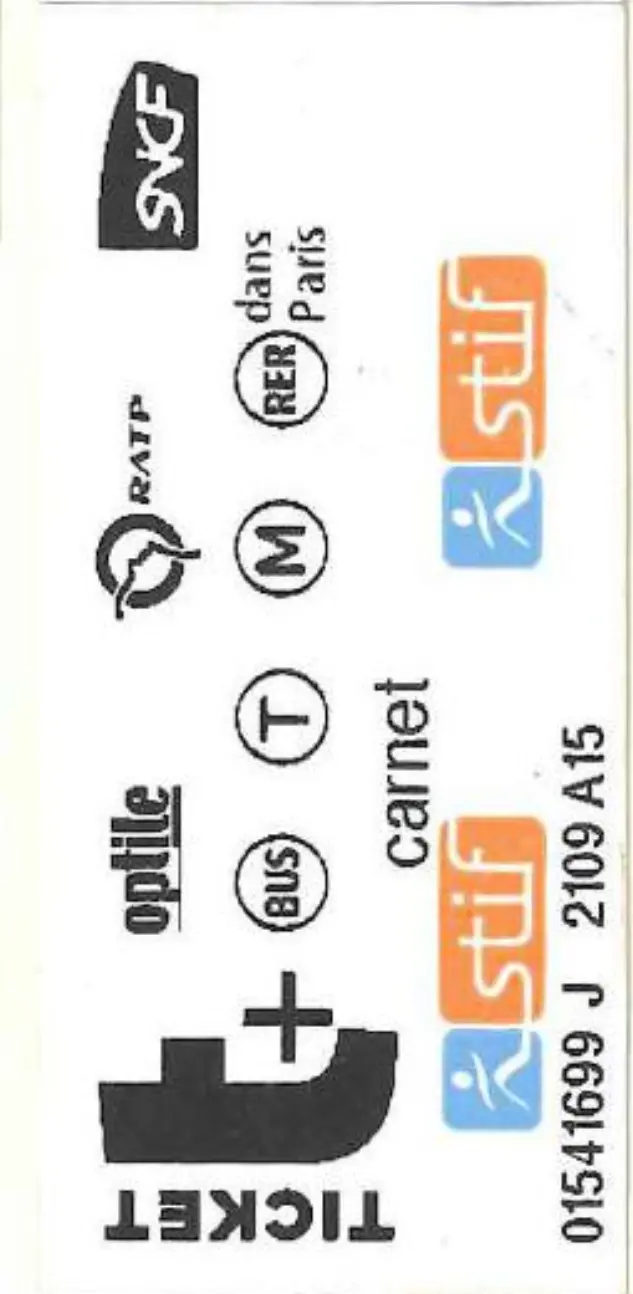 TICKET t+
optile RATP SNCF
BUS T M RER dans
Paris
carnet
stif stif
01541699 J 2109 A15